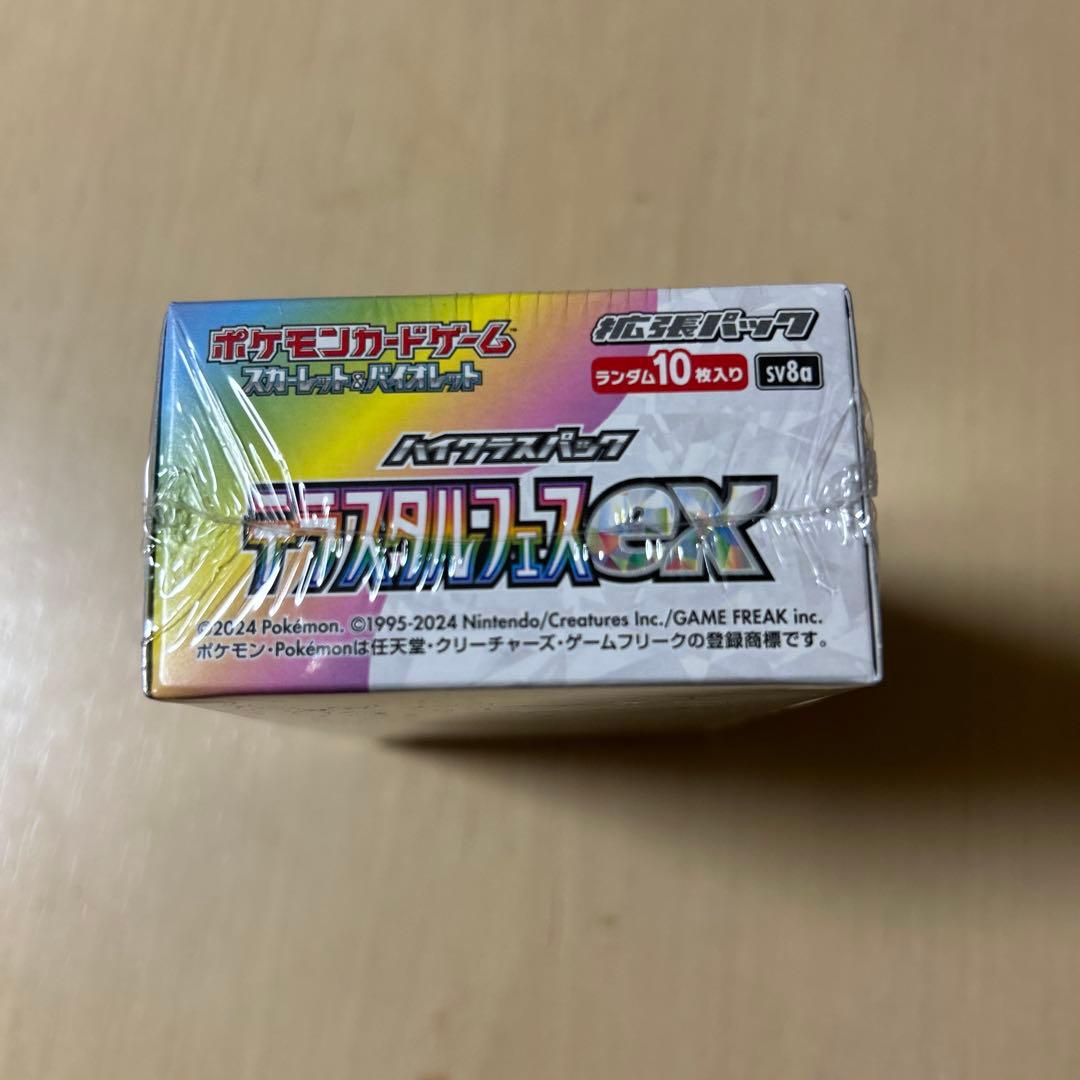 ポケモンカードゲーム™
スカーレット&バイオレット
拡張パック
ランダム10枚入り SV8a
ハイクラスパック
テラスタルフェスex
©2024 Pokémon. ©1995-2024 Nintendo/Creatures Inc./GAME FREAK inc.
ポケモン・Pokémonは任天堂・クリーチャーズ・ゲームフリークの登録商標です。